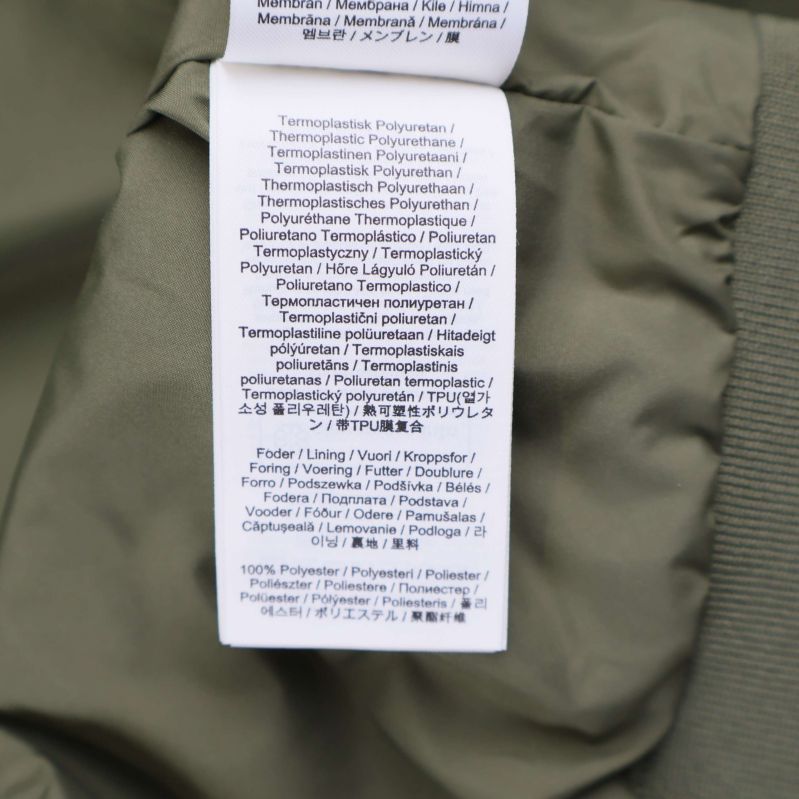 Membran / Мембрана / Kile / Himna /
Membrāna / Membrană / Membrána /
멤브란 / メンブレン / 膜
Termoplastisk Polyuretan /
Thermoplastic Polyurethane /
Termoplastinen Polyuretaani /
Termoplastisk Polyurethan /
Thermoplastisch Polyurethaan /
Thermoplastisches Polyurethan /
Polyuréthane Thermoplastique /
Poliuretano Termoplástico / Poliuretan
Termoplastyczny / Termoplastický
Polyuretan / Hőre Lágyuló Poliuretán /
Poliuretano Termoplastico /
Термопластичен полиуретан /
Termoplastični poliuretan /
Termoplastiline polüuretaan / Hitadeigt
pólýúretan / Termoplastiskais
poliuretāns / Termoplastinis
poliuretanas / Poliuretan termoplastic /
Termoplastický polyuretán / TPU(열가
소성 폴리우레탄) / 熱可塑性ポリウレタ
ン / 带TPU膜复合
Foder / Lining / Vuori / Kroppsfor /
Foring / Voering / Futter / Doublure /
Forro / Podszewka / Podšívka / Bélés /
Fodera / Подплата / Podstava /
Vooder / Fóður / Odere / Pamušalas /
Căptușeală / Lemovanie / Podloga / 라
이닝 / 裏地 / 里料
100% Polyester / Polyesteri / Poliester /
Poliészter / Poliestere / Полиестер /
Polüester / Pólýester / Poliesteris / 폴리
에스터 / ポリエステル / 聚酯纤维